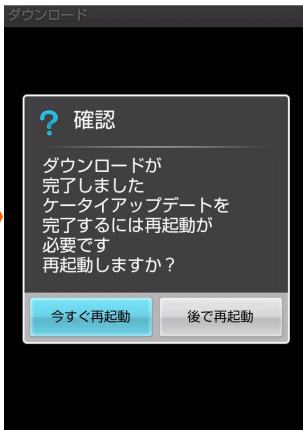 ダウンロード
確認
ダウンロードが
完了しました
ケータイアップデートを
完了するには再起動が
必要です
再起動しますか？
今すぐ再起動
後で再起動